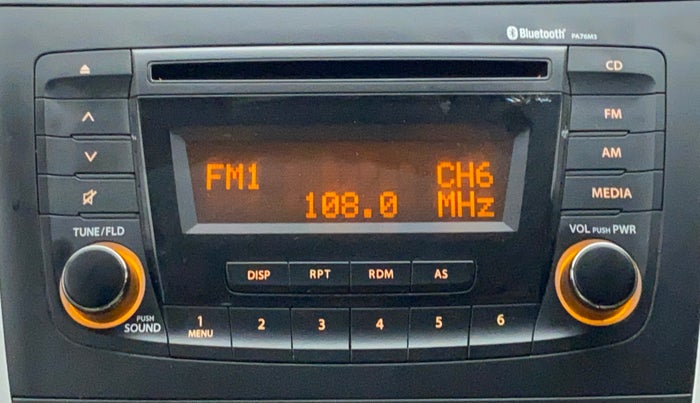 Bluetooth® PA76M3
CD
FM
AM
MEDIA
FM1 CH6
108.0 MHz
TUNE/FLD
VOL PUSH PWR
DISP RPT RDM AS
PUSH
SOUND
1 2 3 4 5 6
MENU